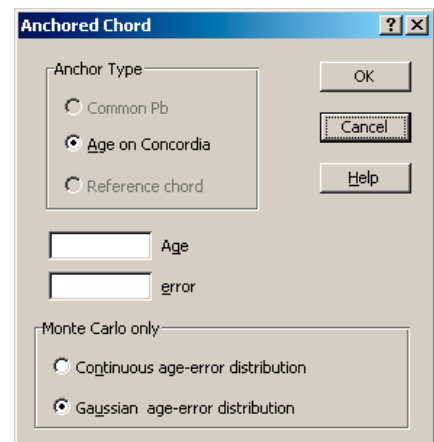 Anchored Chord
Anchor Type
Common Pb
Age on Concordia
Reference chord
OK
Cancel
Help
Age
error
Monte Carlo only
Continuous age-error distribution
Gaussian age-error distribution